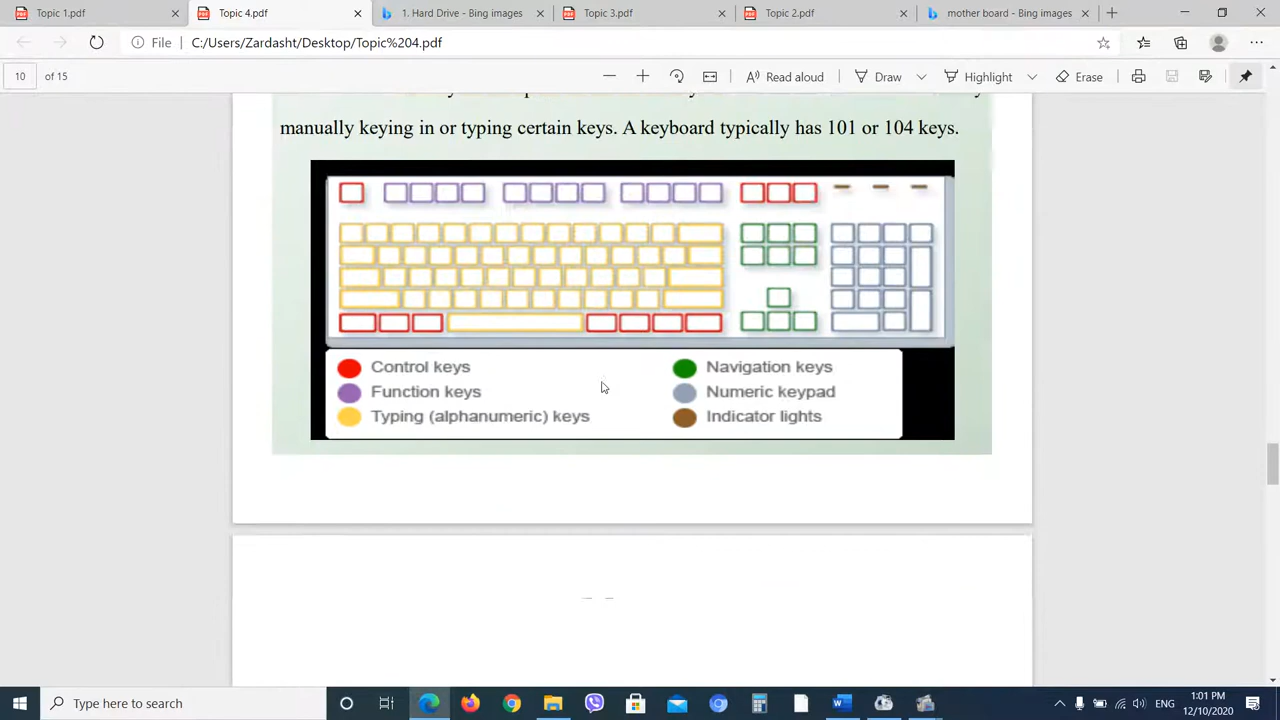 Topic 1.pdf
Topic 4.pdf
1. Hard Drive - Bing images
Topic 3.pdf
Topic 2.pdf
mother board - Bing images
File
C:/Users/Zardasht/Desktop/Topic%204.pdf
10 of 15
Read aloud
Draw
Highlight
Erase
manually keying in or typing certain keys. A keyboard typically has 101 or 104 keys.
Control keys
Navigation keys
Function keys
Numeric keypad
Typing (alphanumeric) keys
Indicator lights
Type here to search
1:01 PM
12/10/2020